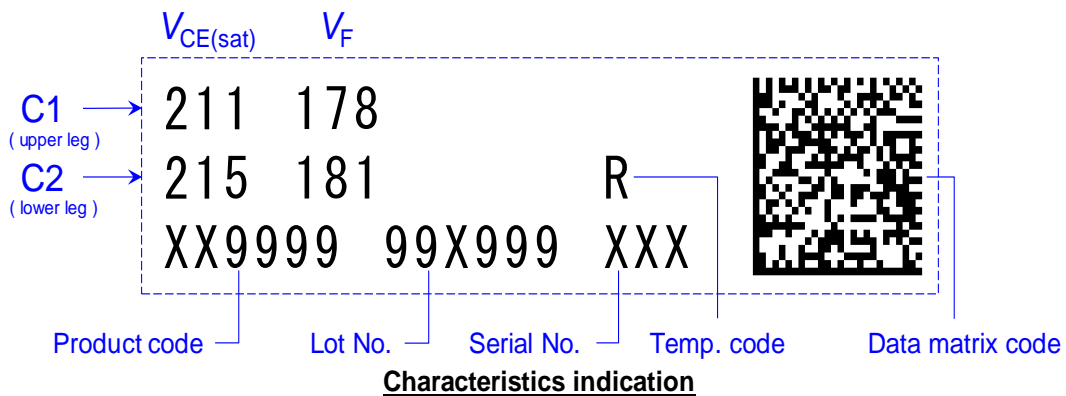 VCE(sat) VF
C1 211 178
( upper leg )
C2 215 181 R
( lower leg )
XX9999 99X999 XXX
Product code Lot No. Serial No. Temp. code Data matrix code
Characteristics indication